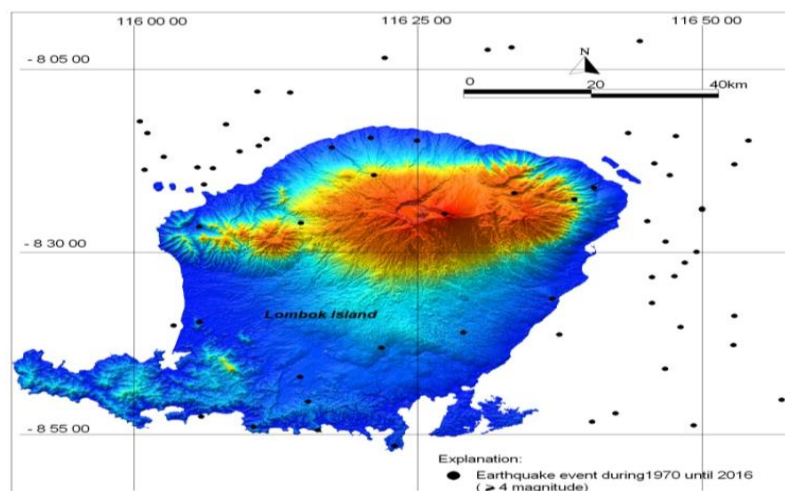 116 00 00
116 25 00
116 50 00
- 8 05 00
N
0
20
40km
- 8 30 00
Lombok Island
- 8 55 00
Explanation:
Earthquake event during1970 until 2016
( ⩾ 4 magnitude)